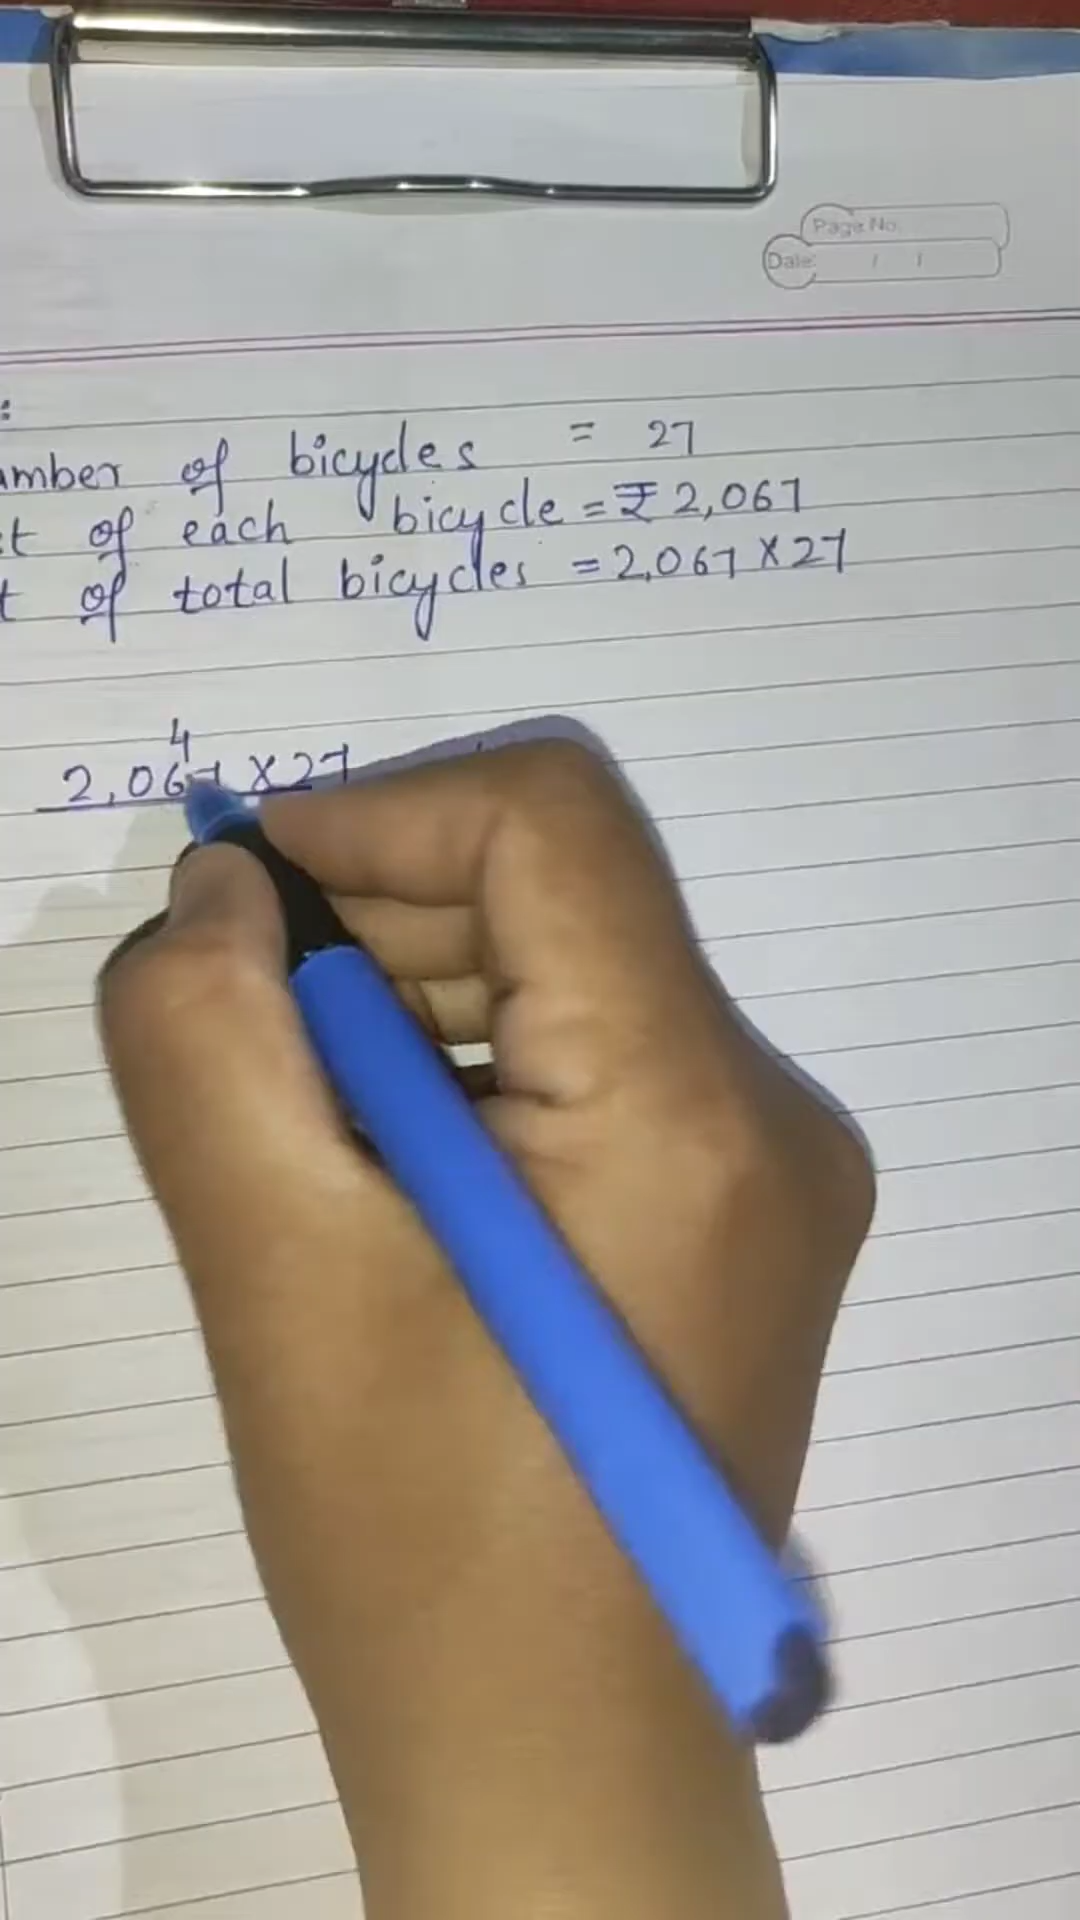 Page No.
Date: / /
:
umber of bicycles = 27
st of each bicycle = ₹ 2,067
t of total bicycles = 2,067 × 27
4
2,067 × 27